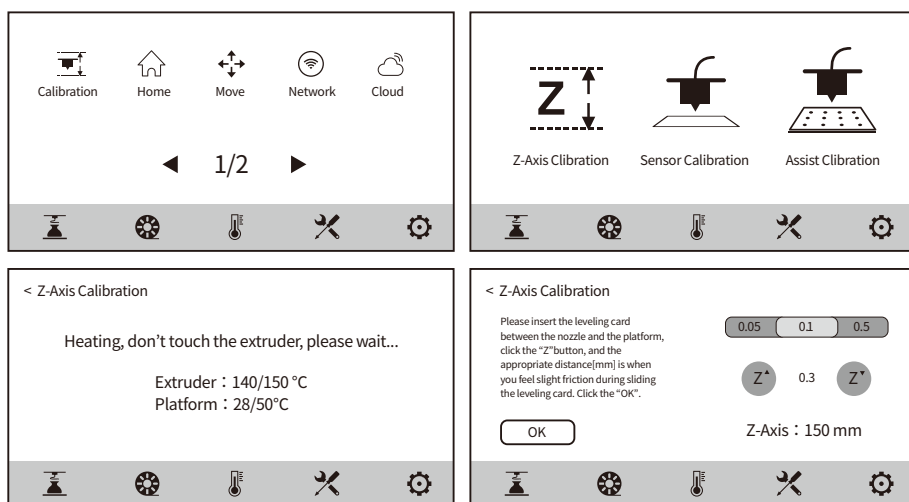 Calibration
Home
Move
Network
Cloud
1/2
Z
Z-Axis Clibration
Sensor Calibration
Assist Clibration
< Z-Axis Calibration
Heating, don’t touch the extruder, please wait...
Extruder：140/150 °C
Platform：28/50°C
< Z-Axis Calibration
Please insert the leveling card
between the nozzle and the platform,
click the “Z”button, and the
appropriate distance[mm] is when
you feel slight friction during sliding
the leveling card. Click the “OK”.
OK
0.05 0.1 0.5
Z▲ 0.3 Z▼
Z-Axis：150 mm